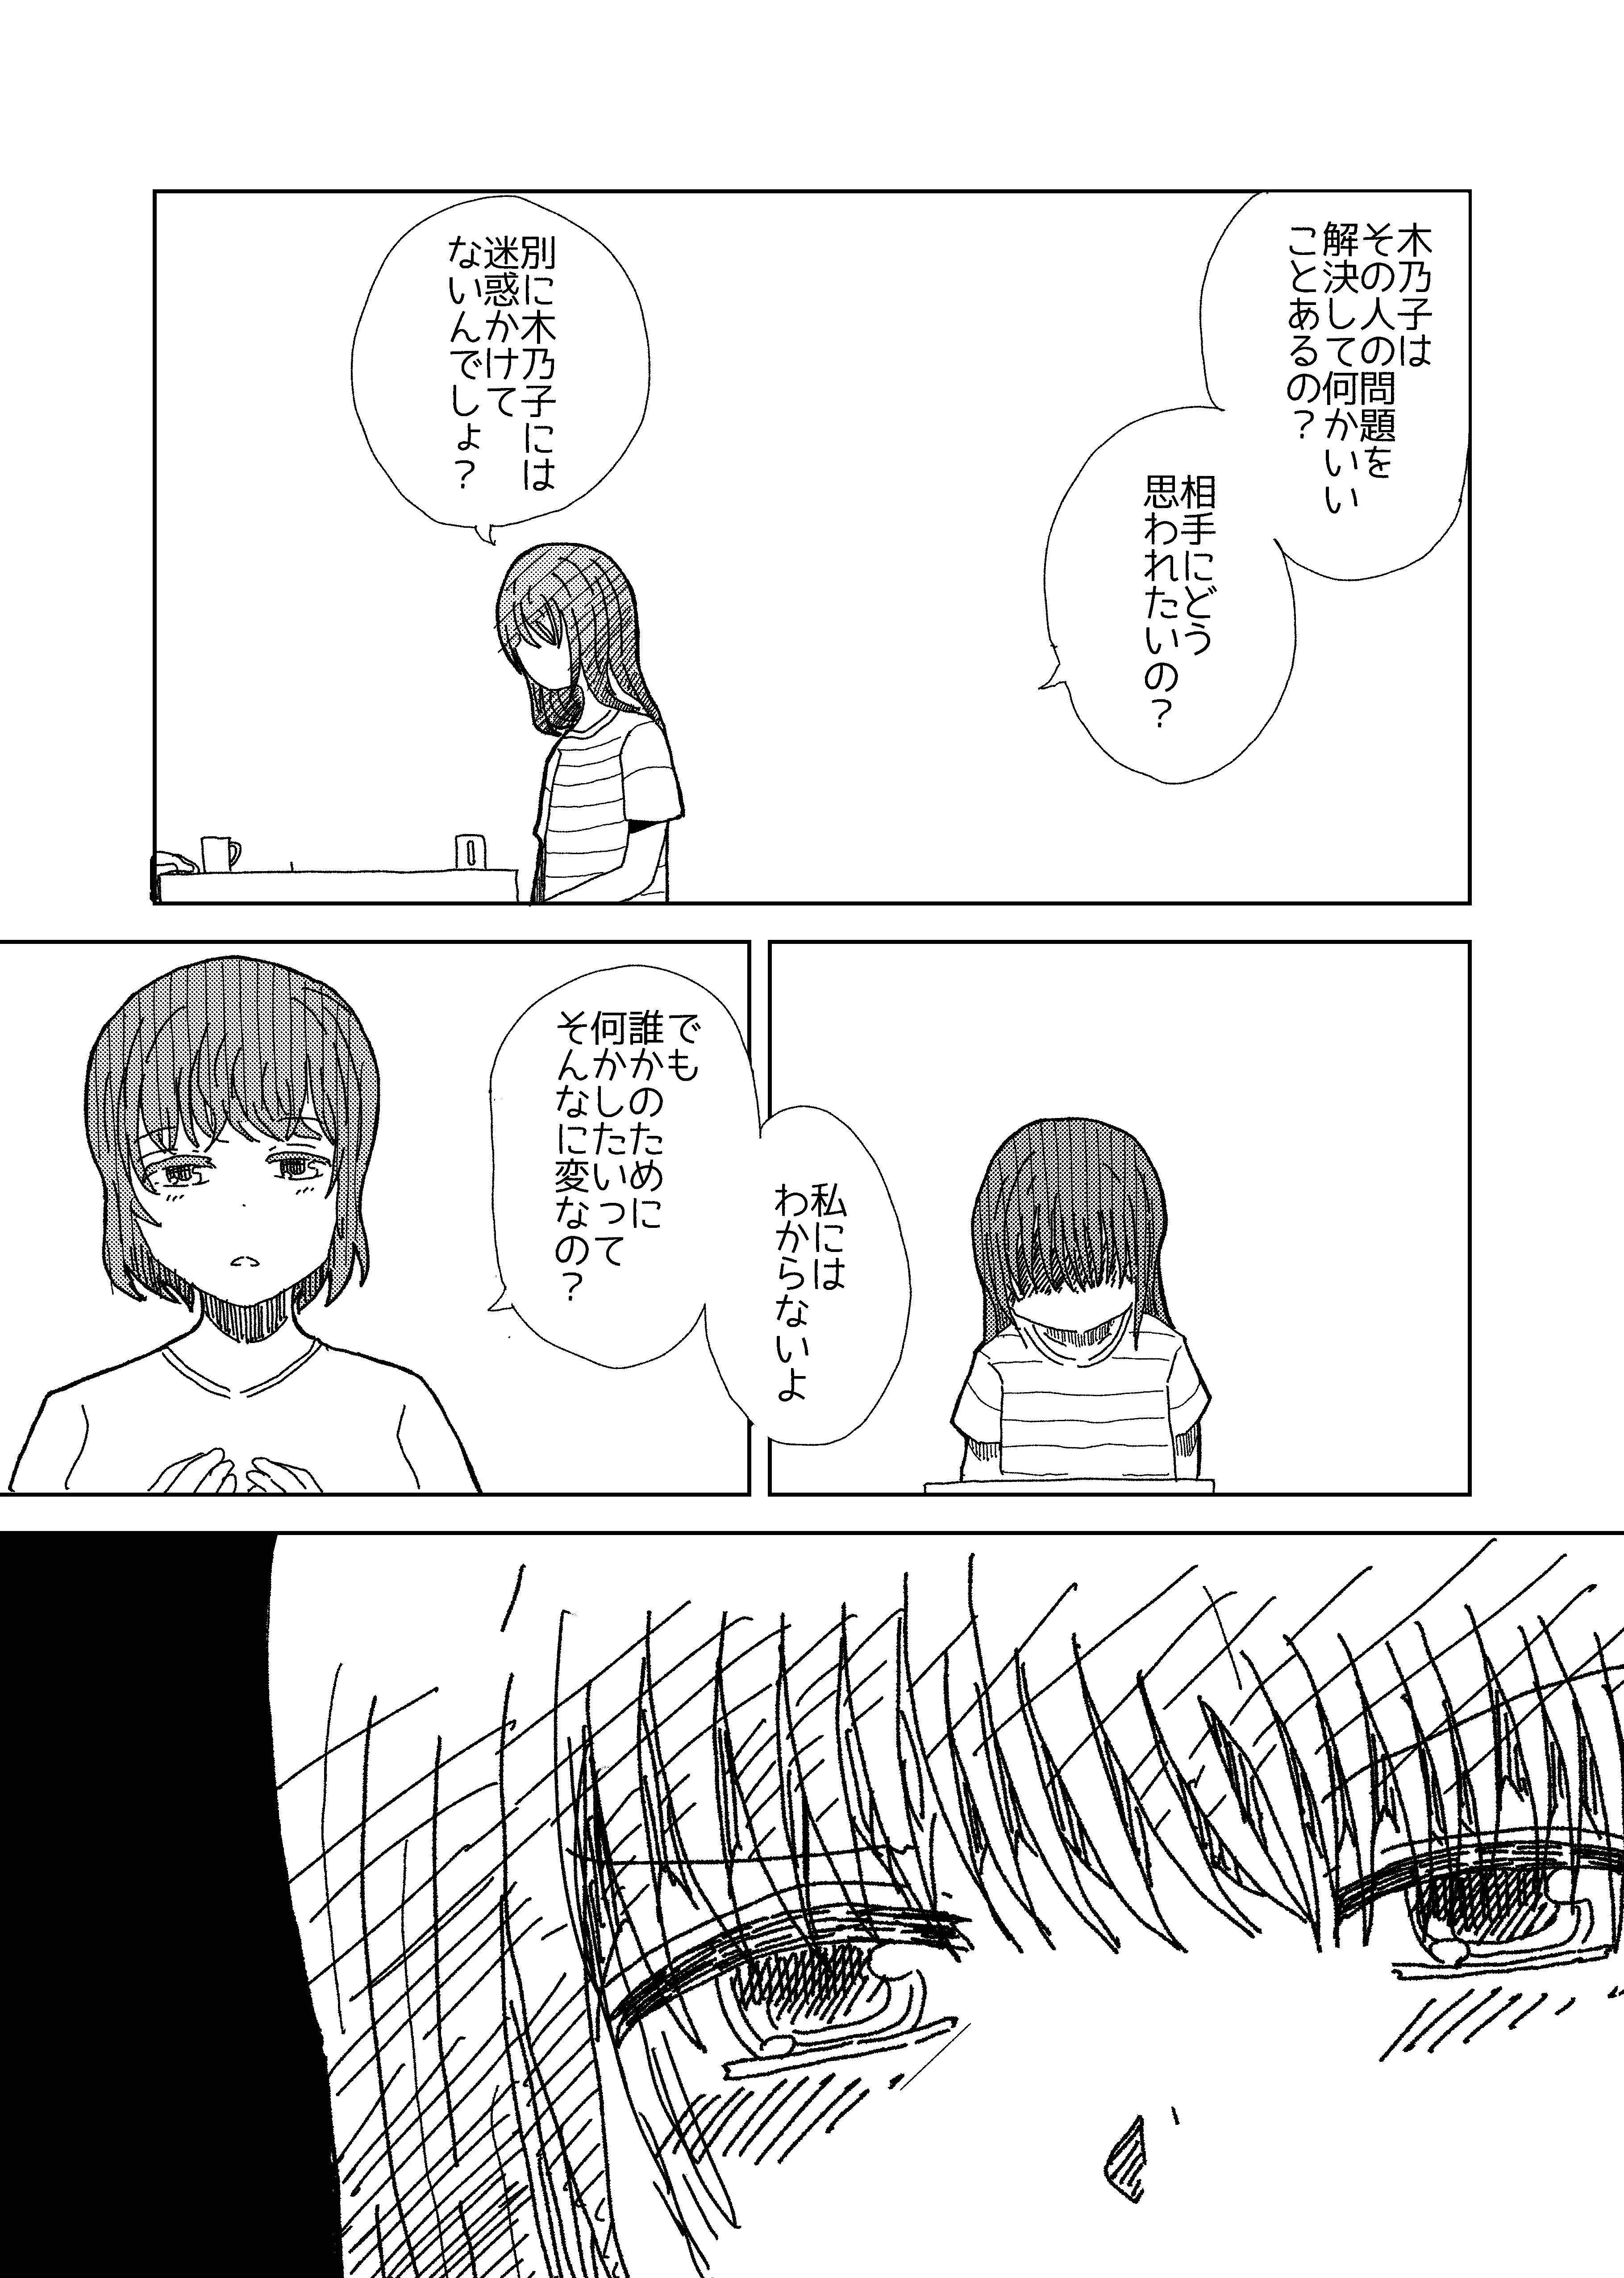 木乃子は
その人の問題を
解決して何かいい
ことあるの？
相手にどう
思われたいの？
別に木乃子には
迷惑かけて
ないんでしょ？
私には
わからないよ
でも
誰かのために
何かしたいって
そんなに変なの？